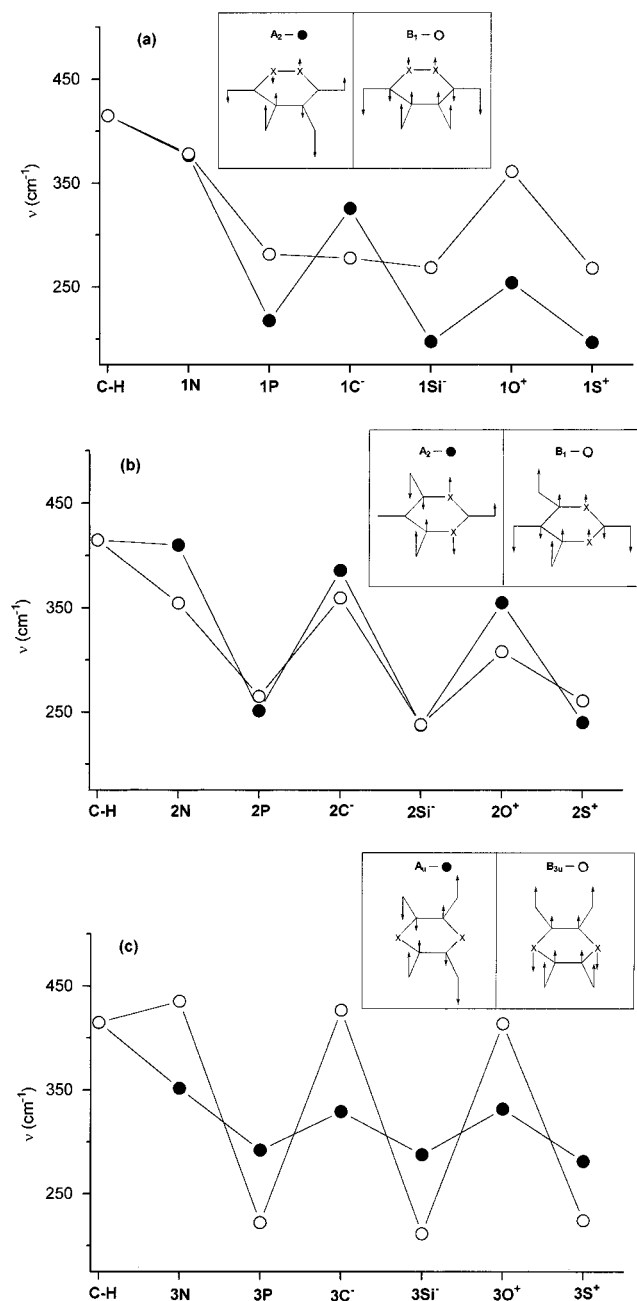 (a)
A₂ — ●
B₁ — ○
X X
X X
450
350
250
ν (cm⁻¹)
C-H 1N 1P 1C⁻ 1Si⁻ 1O⁺ 1S⁺
(b)
A₂ — ●
B₁ — ○
X X
X X
450
350
250
ν (cm⁻¹)
C-H 2N 2P 2C⁻ 2Si⁻ 2O⁺ 2S⁺
(c)
Aᵤ — ●
B₃ᵤ — ○
X X X X
450
350
250
ν (cm⁻¹)
C-H 3N 3P 3C⁻ 3Si⁻ 3O⁺ 3S⁺